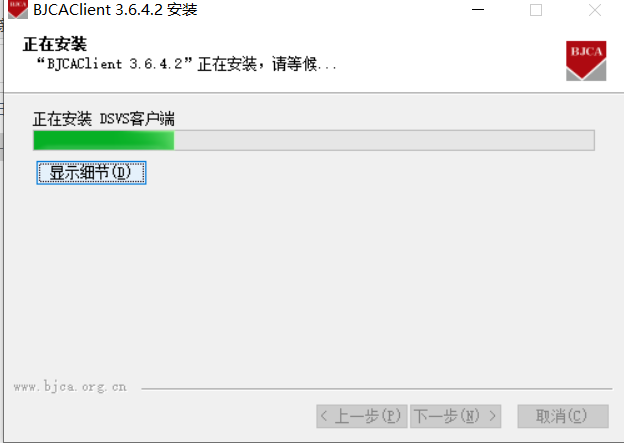 BJCAClient 3.6.4.2 安装
正在安装
“BJCAClient 3.6.4.2”正在安装，请等候...
BJCA
正在安装 DSVS客户端
显示细节(D)
www.bjca.org.cn
< 上一步(P) 下一步(N) > 取消(C)